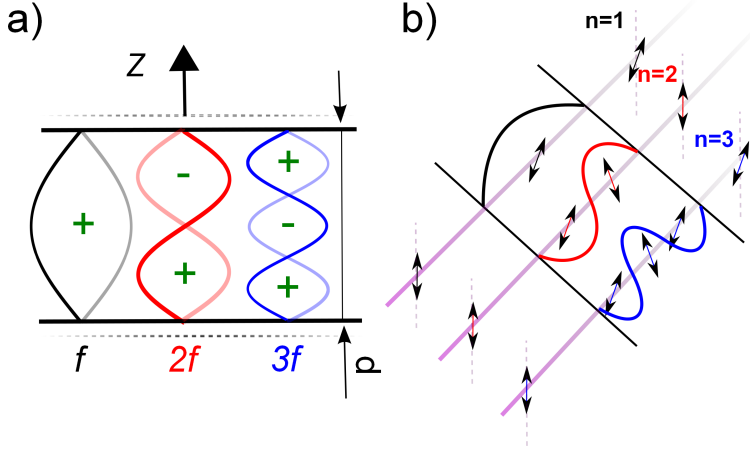 a)
Z
+
-
+
+
-
+
f
2f
3f
d
b)
n=1
n=2
n=3